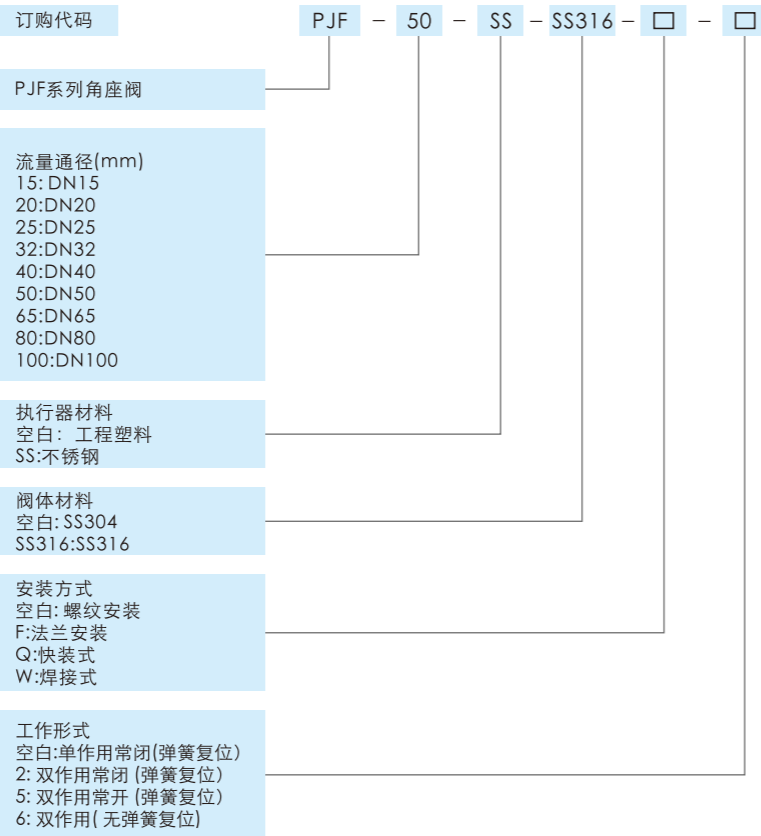 订购代码
PJF – 50 – SS – SS316 – □ – □
PJF系列角座阀
流量通径(mm)
15: DN15
20:DN20
25:DN25
32:DN32
40:DN40
50:DN50
65:DN65
80:DN80
100:DN100
执行器材料
空白：工程塑料
SS:不锈钢
阀体材料
空白: SS304
SS316:SS316
安装方式
空白: 螺纹安装
F:法兰安装
Q:快装式
W:焊接式
工作形式
空白:单作用常闭(弹簧复位)
2: 双作用常闭 (弹簧复位)
5: 双作用常开 (弹簧复位)
6: 双作用( 无弹簧复位)